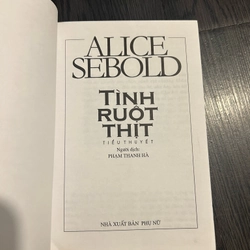 ALICE
SEBOLD
TÌNH
RUỘT
THỊT
TIỂU THUYẾT
Người dịch:
PHẠM THANH HÀ
NHÀ XUẤT BẢN PHỤ NỮ